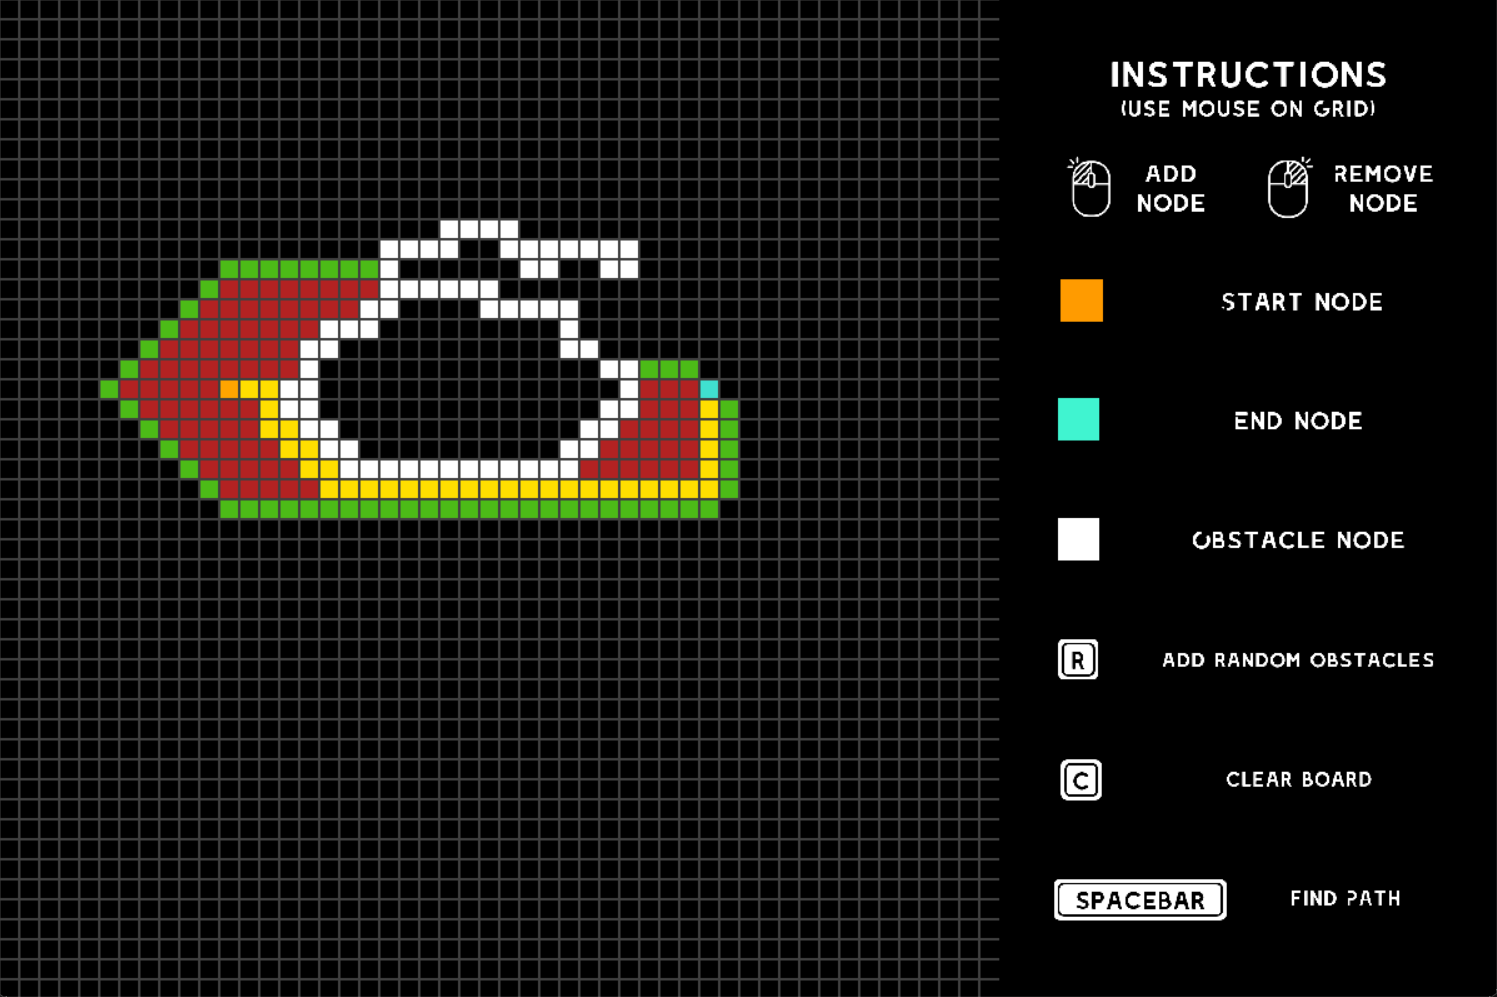 INSTRUCTIONS
(USE MOUSE ON GRID)
ADD
NODE
REMOVE
NODE
START NODE
END NODE
OBSTACLE NODE
R
ADD RANDOM OBSTACLES
C
CLEAR BOARD
SPACEBAR
FIND PATH